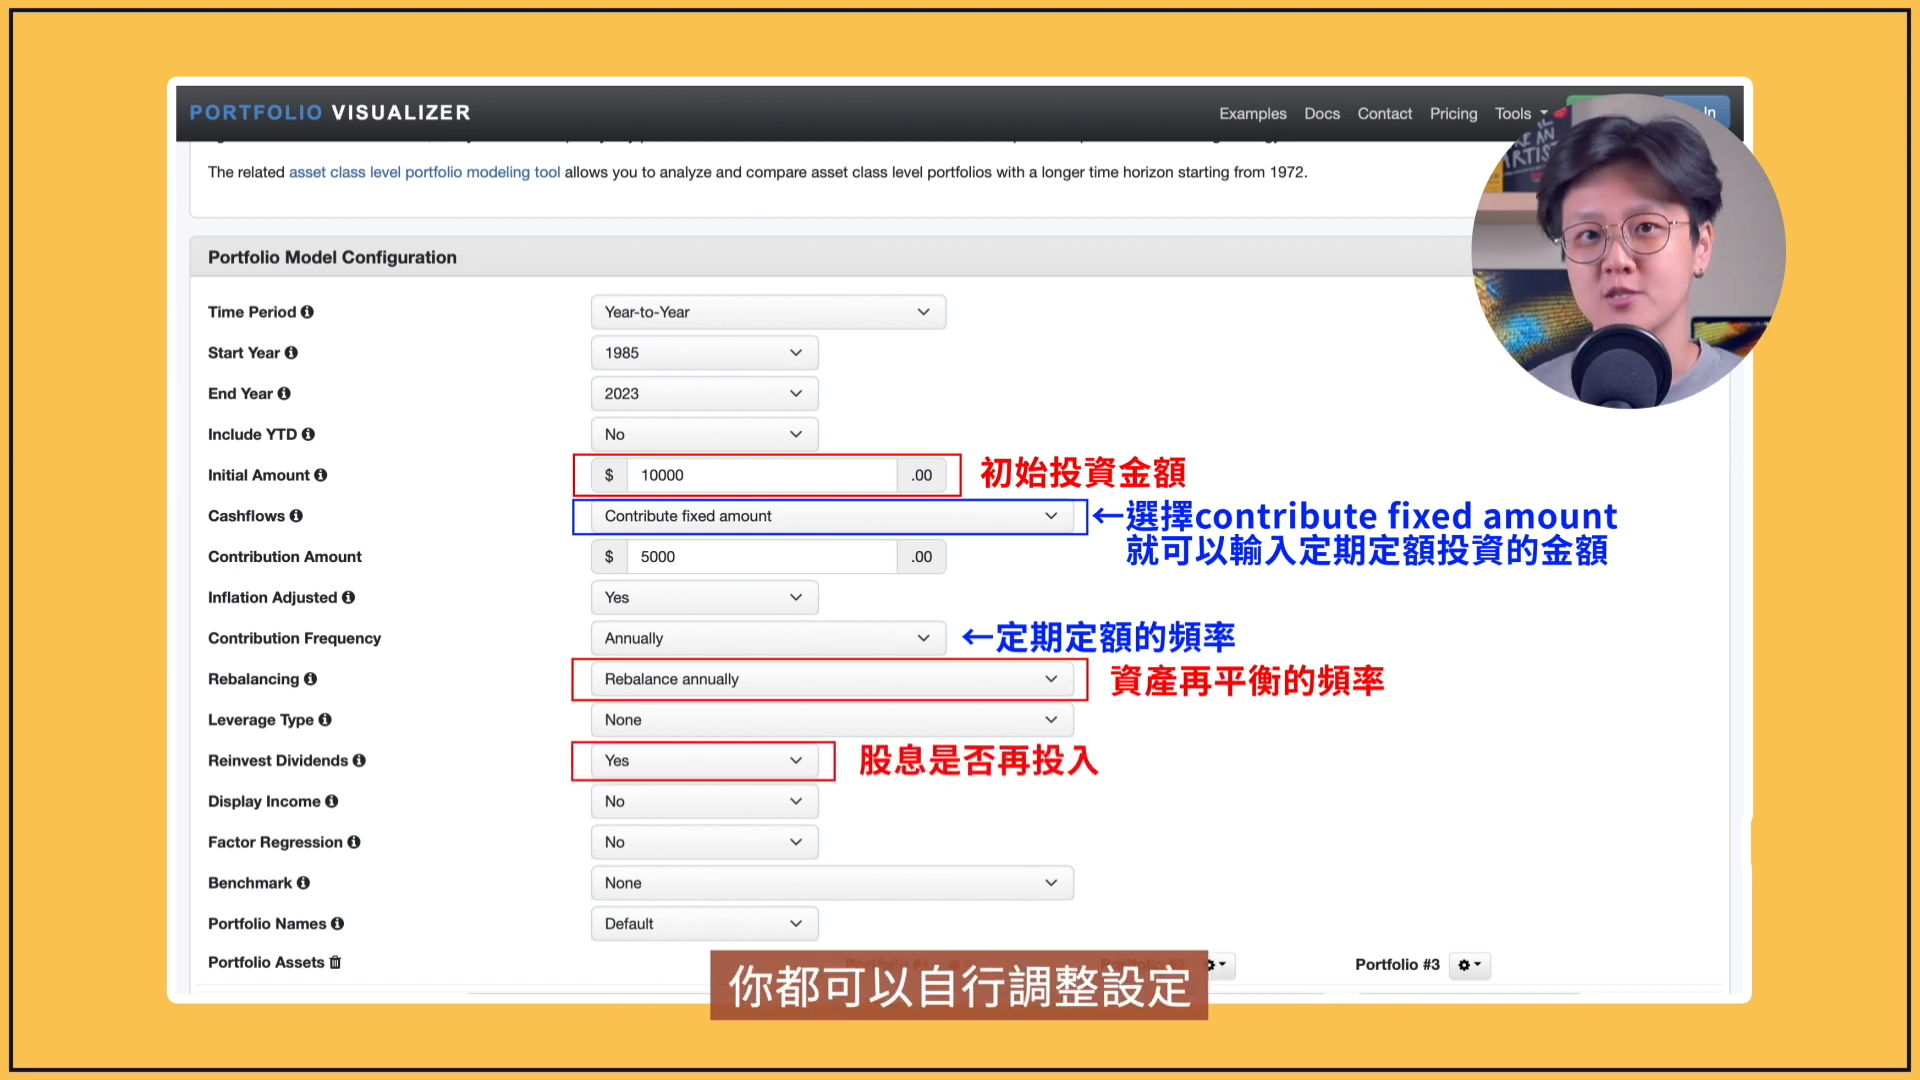 PORTFOLIO VISUALIZER
Examples Docs Contact Pricing Tools In
The related asset class level portfolio modeling tool allows you to analyze and compare asset class level portfolios with a longer time horizon starting from 1972.
Portfolio Model Configuration
Time Period Year-to-Year
Start Year 1985
End Year 2023
Include YTD No
Initial Amount $ 10000 .00 初始投資金額
Cashflows Contribute fixed amount ←選擇contribute fixed amount
就可以輸入定期定額投資的金額
Contribution Amount $ 5000 .00
Inflation Adjusted Yes
Contribution Frequency Annually ←定期定額的頻率
Rebalancing Rebalance annually 資產再平衡的頻率
Leverage Type None
Reinvest Dividends Yes 股息是否再投入
Display Income No
Factor Regression No
Benchmark None
Portfolio Names Default
Portfolio Assets Portfolio #3
你都可以自行調整設定